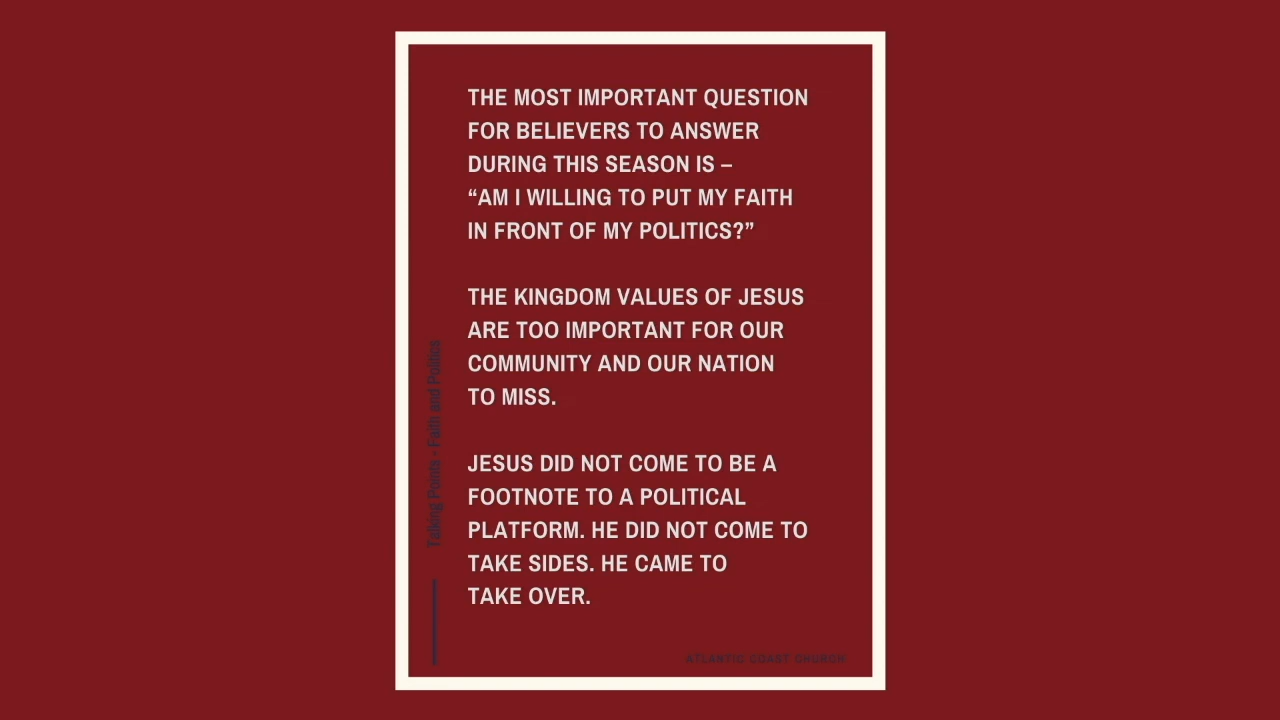 THE MOST IMPORTANT QUESTION
FOR BELIEVERS TO ANSWER
DURING THIS SEASON IS –
“AM I WILLING TO PUT MY FAITH
IN FRONT OF MY POLITICS?”
THE KINGDOM VALUES OF JESUS
ARE TOO IMPORTANT FOR OUR
COMMUNITY AND OUR NATION
TO MISS.
JESUS DID NOT COME TO BE A
FOOTNOTE TO A POLITICAL
PLATFORM. HE DID NOT COME TO
TAKE SIDES. HE CAME TO
TAKE OVER.
Talking Points - Faith and Politics
ATLANTIC COAST CHURCH